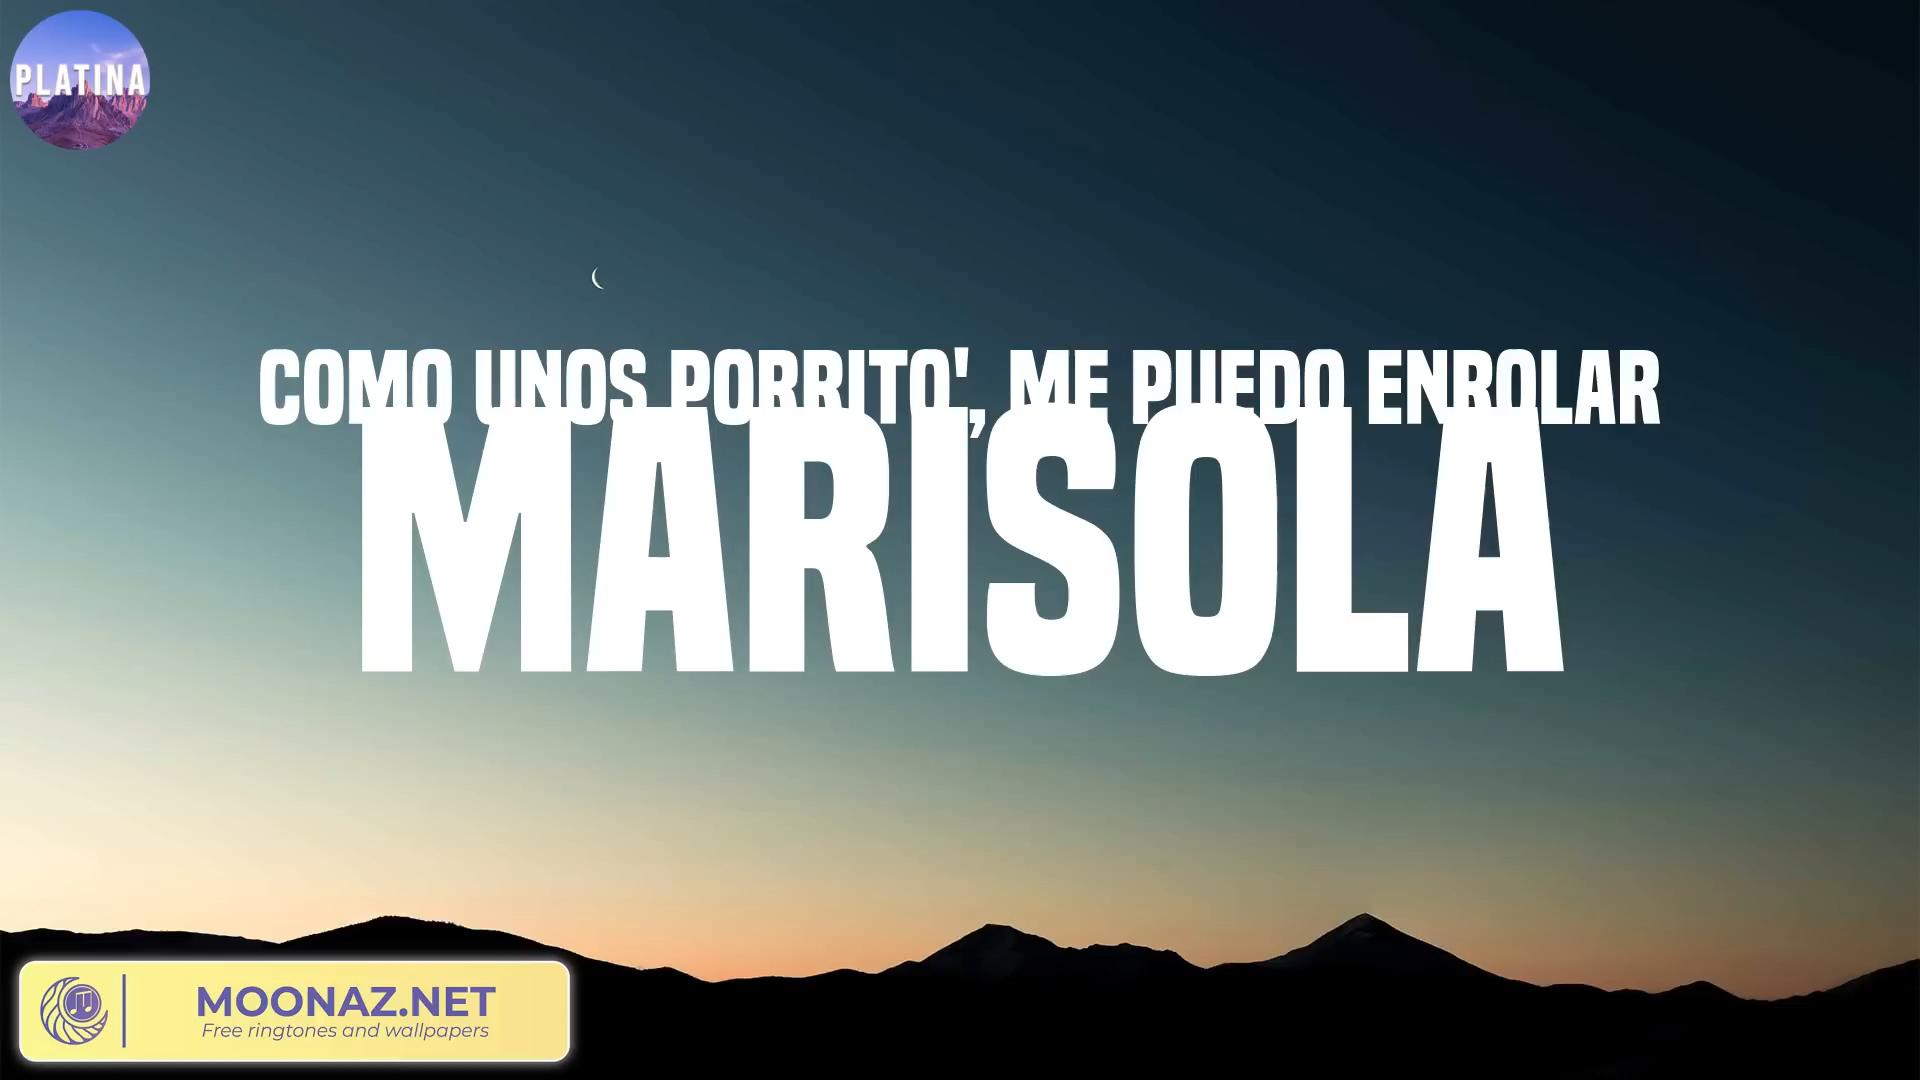 PLATINA
COMO UNOS PORRITO', ME PUEDO ENROLAR
MARISOLA
MOONAZ.NET
Free ringtones and wallpapers